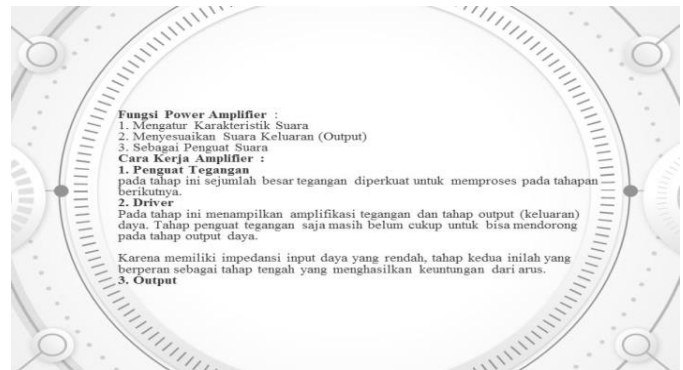 Fungsi Power Amplifier :
1. Mengatur Karakteristik Suara
2. Menyesuaikan Suara Keluaran (Output)
3. Sebagai Penguat Suara
Cara Kerja Amplifier :
1. Penguat Tegangan
pada tahap ini sejumlah besar tegangan diperkuat untuk memproses pada tahapan
berikutnya.
2. Driver
Pada tahap ini menampilkan amplifikasi tegangan dan tahap output (keluaran)
daya. Tahap penguat tegangan saja masih belum cukup untuk bisa mendorong
pada tahap output daya.
Karena memiliki impedansi input daya yang rendah, tahap kedua inilah yang
berperan sebagai tahap tengah yang menghasilkan keuntungan dari arus.
3. Output